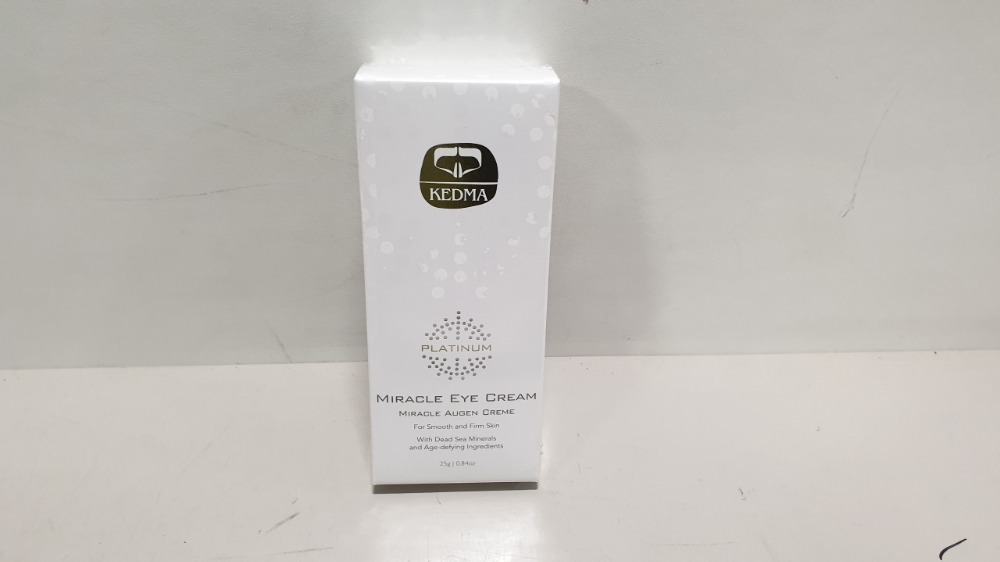 KEDMA
PLATINUM
MIRACLE EYE CREAM
MIRACLE AUGEN CREME
For Smooth and Firm Skin
With Dead Sea Minerals
and Age-defying Ingredients
25g | 0.84oz